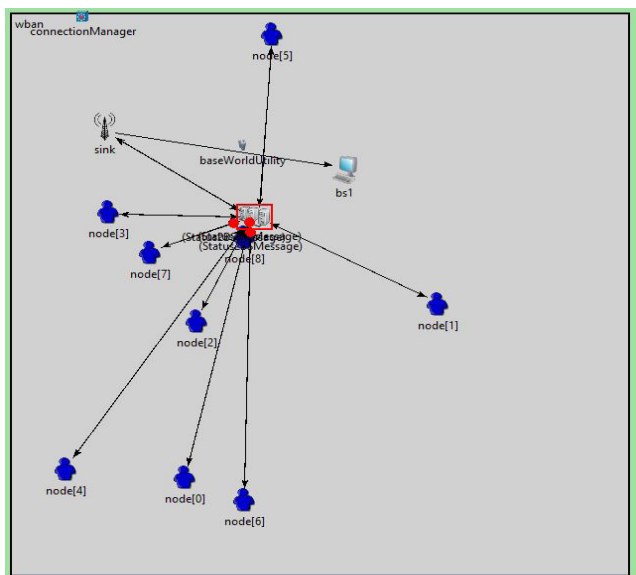 wban
connectionManager
node[5]
sink
baseWorldUtility
bs1
node[3]
(StatusBSMessage)
node[8]
node[7]
node[1]
node[2]
node[4]
node[0]
node[6]